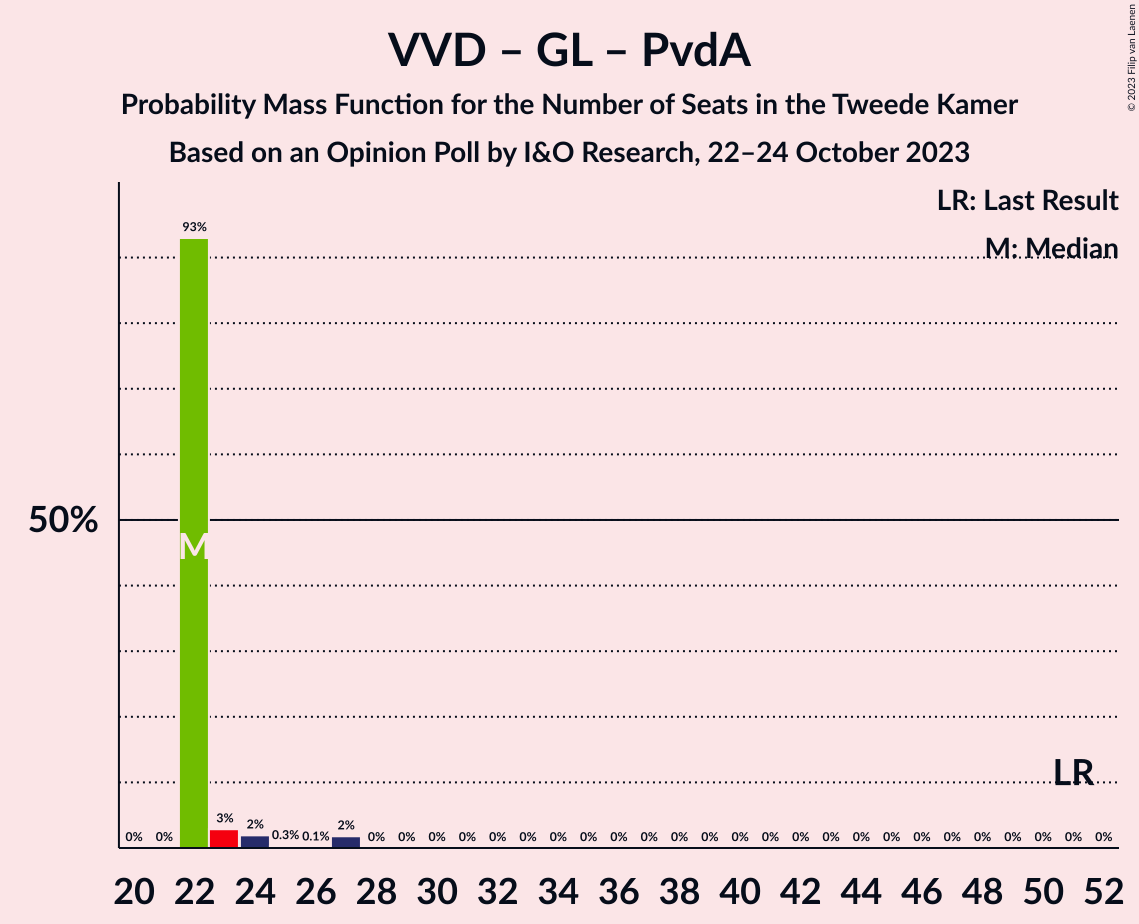 VVD – GL – PvdA
Probability Mass Function for the Number of Seats in the Tweede Kamer
Based on an Opinion Poll by I&O Research, 22–24 October 2023
© 2023 Filip van Laenen
LR: Last Result
M: Median
93%
50%
M
LR
0% 0% 3% 2% 0.3% 0.1% 2% 0% 0% 0% 0% 0% 0% 0% 0% 0% 0% 0% 0% 0% 0% 0% 0% 0% 0% 0% 0% 0% 0% 0% 0% 0%
20 22 24 26 28 30 32 34 36 38 40 42 44 46 48 50 52